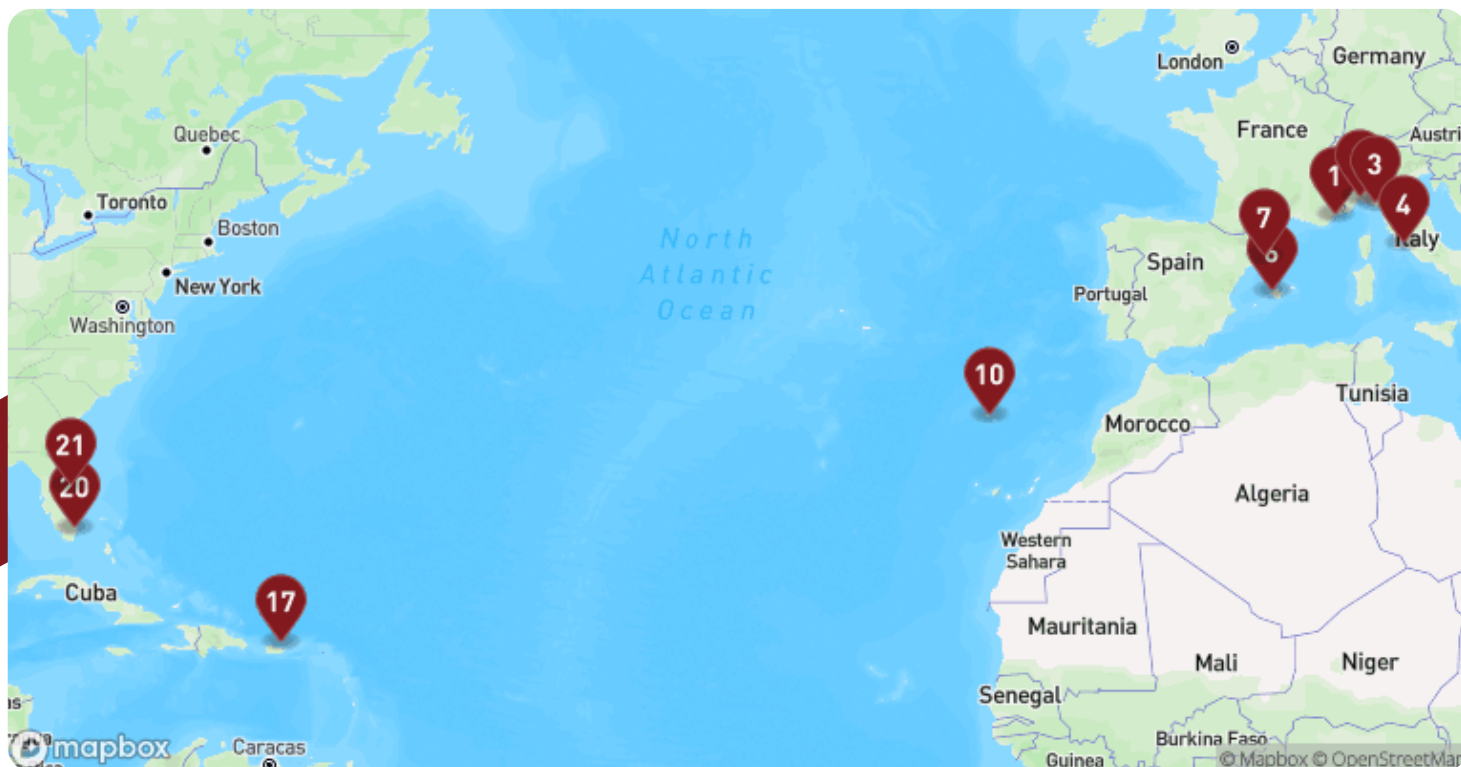 London
Germany
Quebec
France
Austri
Toronto
1
3
Boston
4
7
Italy
North
Atlantic
Ocean
Spain
6
New York
Portugal
Washington
10
Tunisia
Morocco
21
20
Algeria
Western
Sahara
Cuba
17
Mauritania
Mali
Niger
Senegal
as
mapbox
Caracas
Burkina Faso
Guinea
© Mapbox © OpenStreetMap